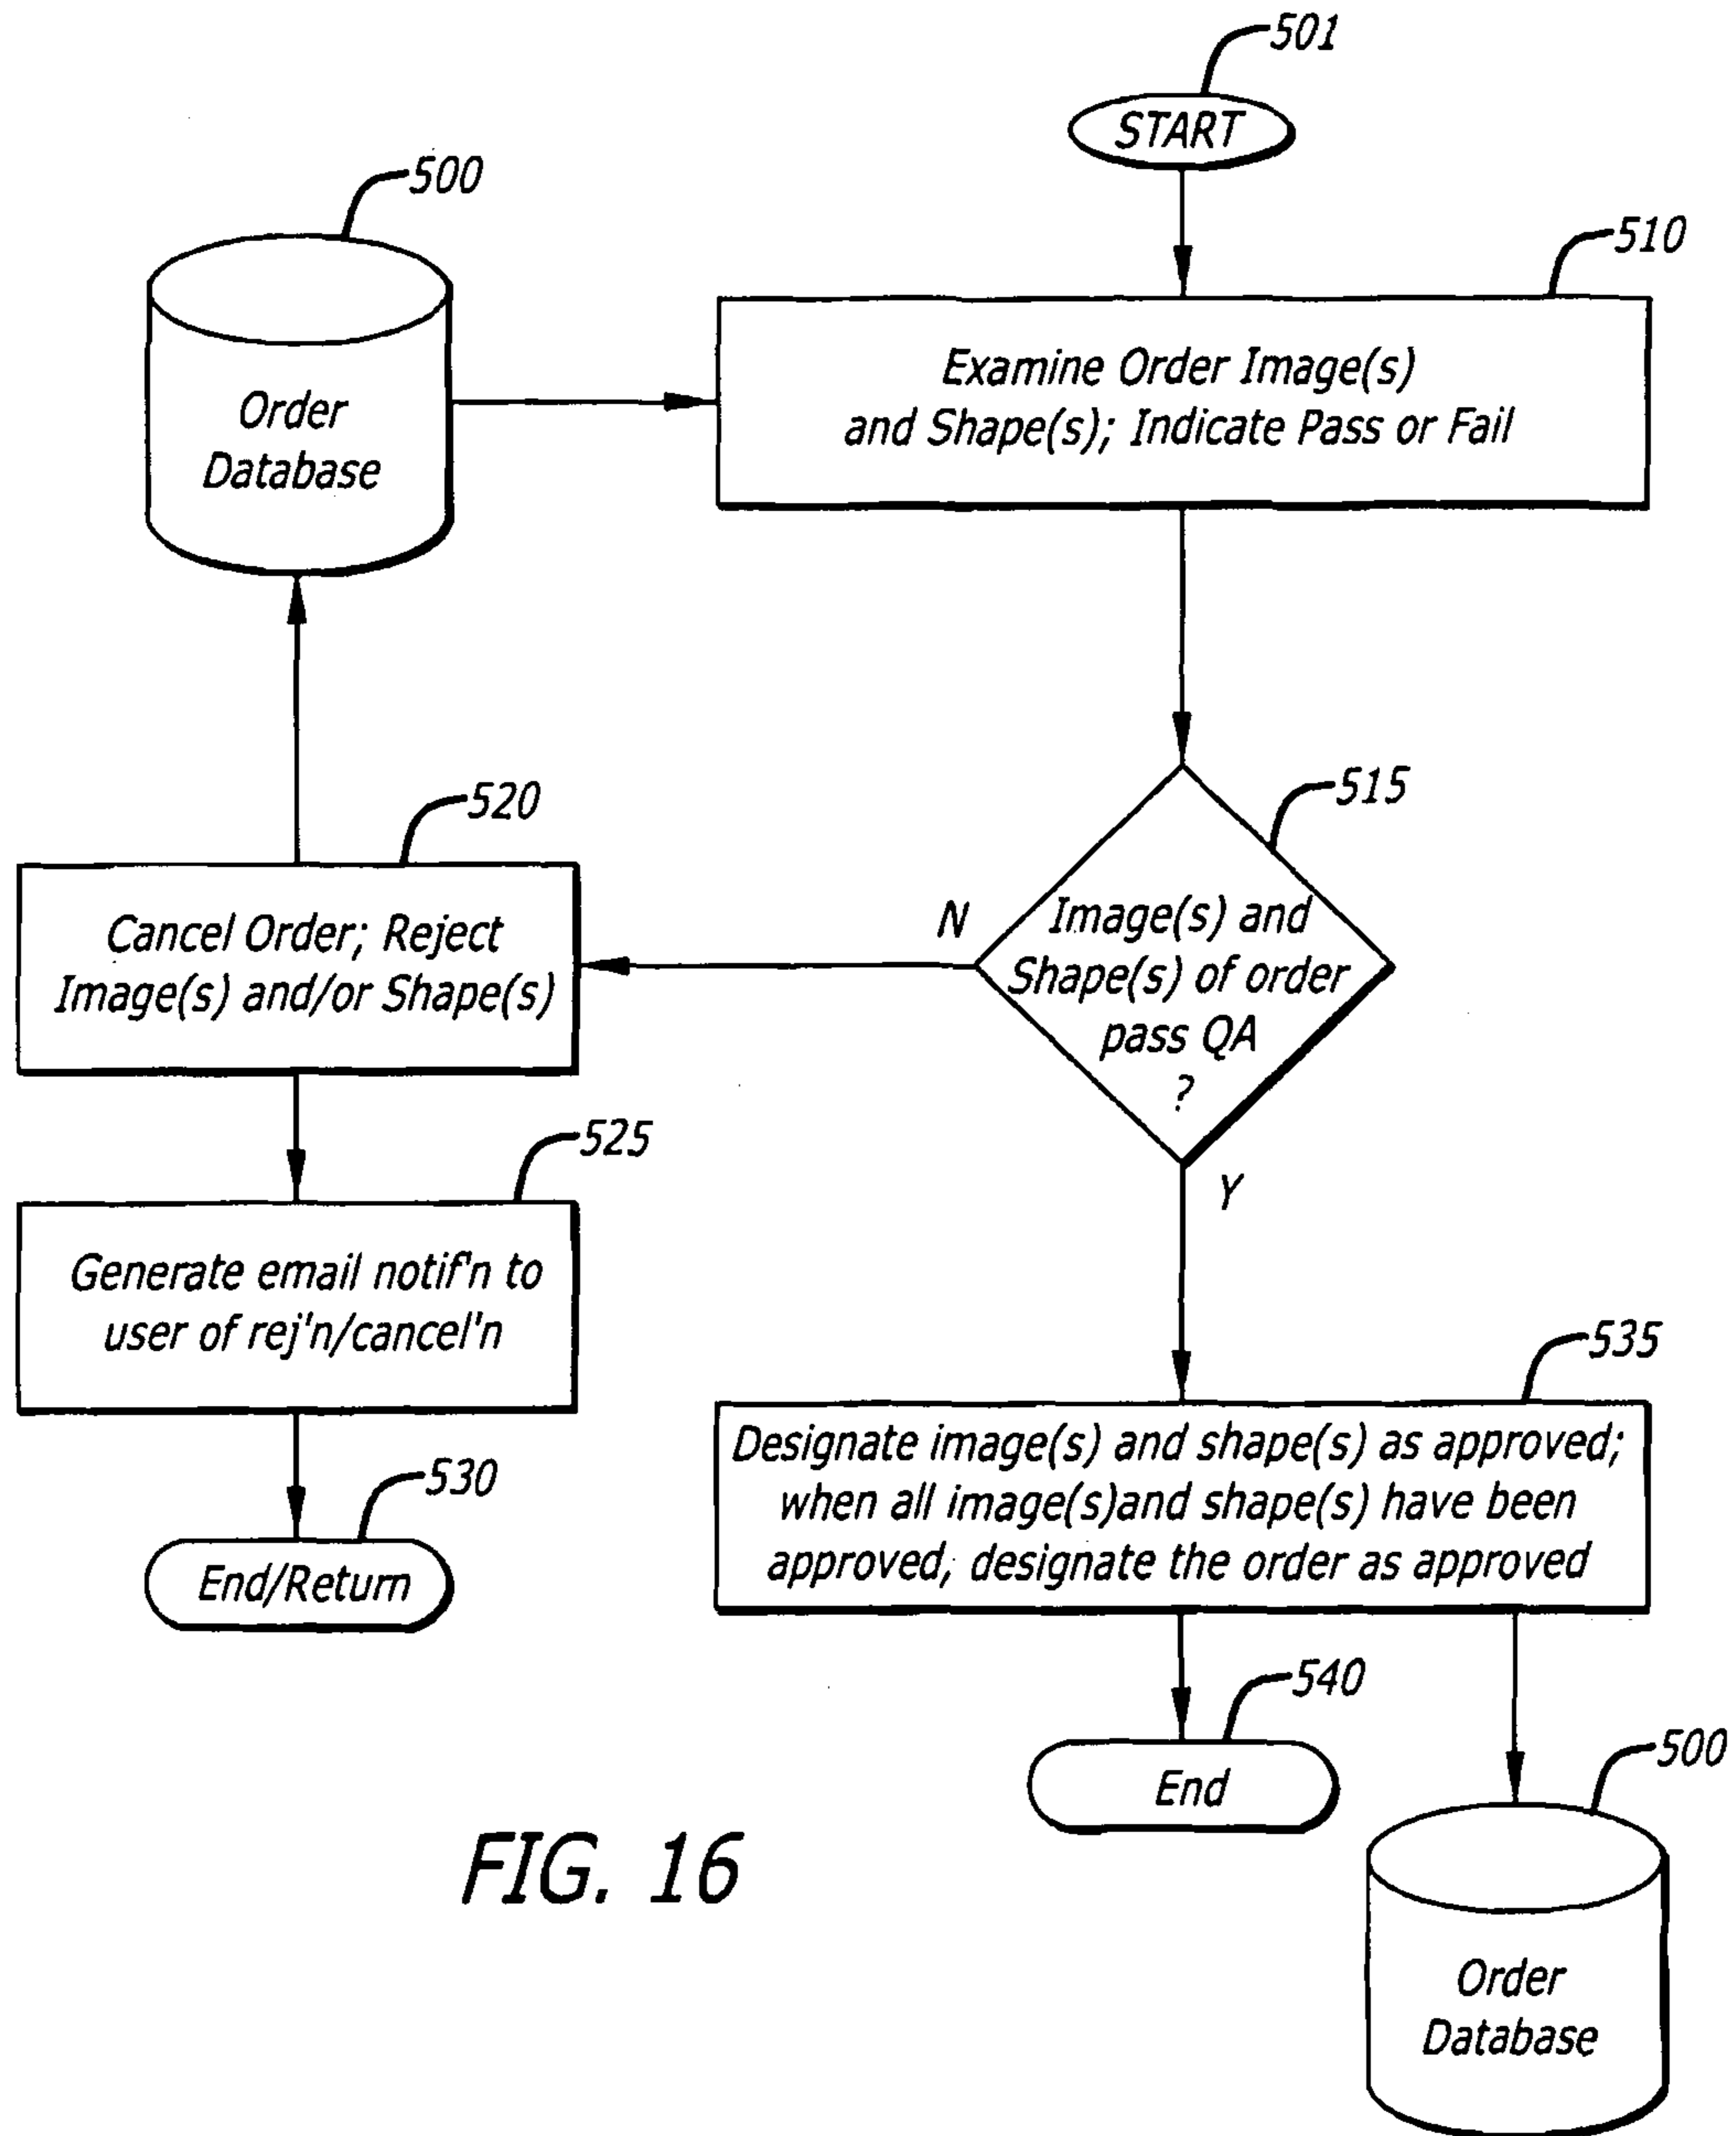 501
START
500
510
Order
Database
Examine Order Image(s)
and Shape(s); Indicate Pass or Fail
520
515
Cancel Order; Reject
Image(s) and/or Shape(s)
N
Image(s) and
Shape(s) of order
pass QA
?
525
Y
Generate email notif'n to
user of rej'n/cancel'n
535
530
Designate image(s) and shape(s) as approved;
when all image(s)and shape(s) have been
approved, designate the order as approved
End/Return
540
End
500
Order
Database
FIG. 16